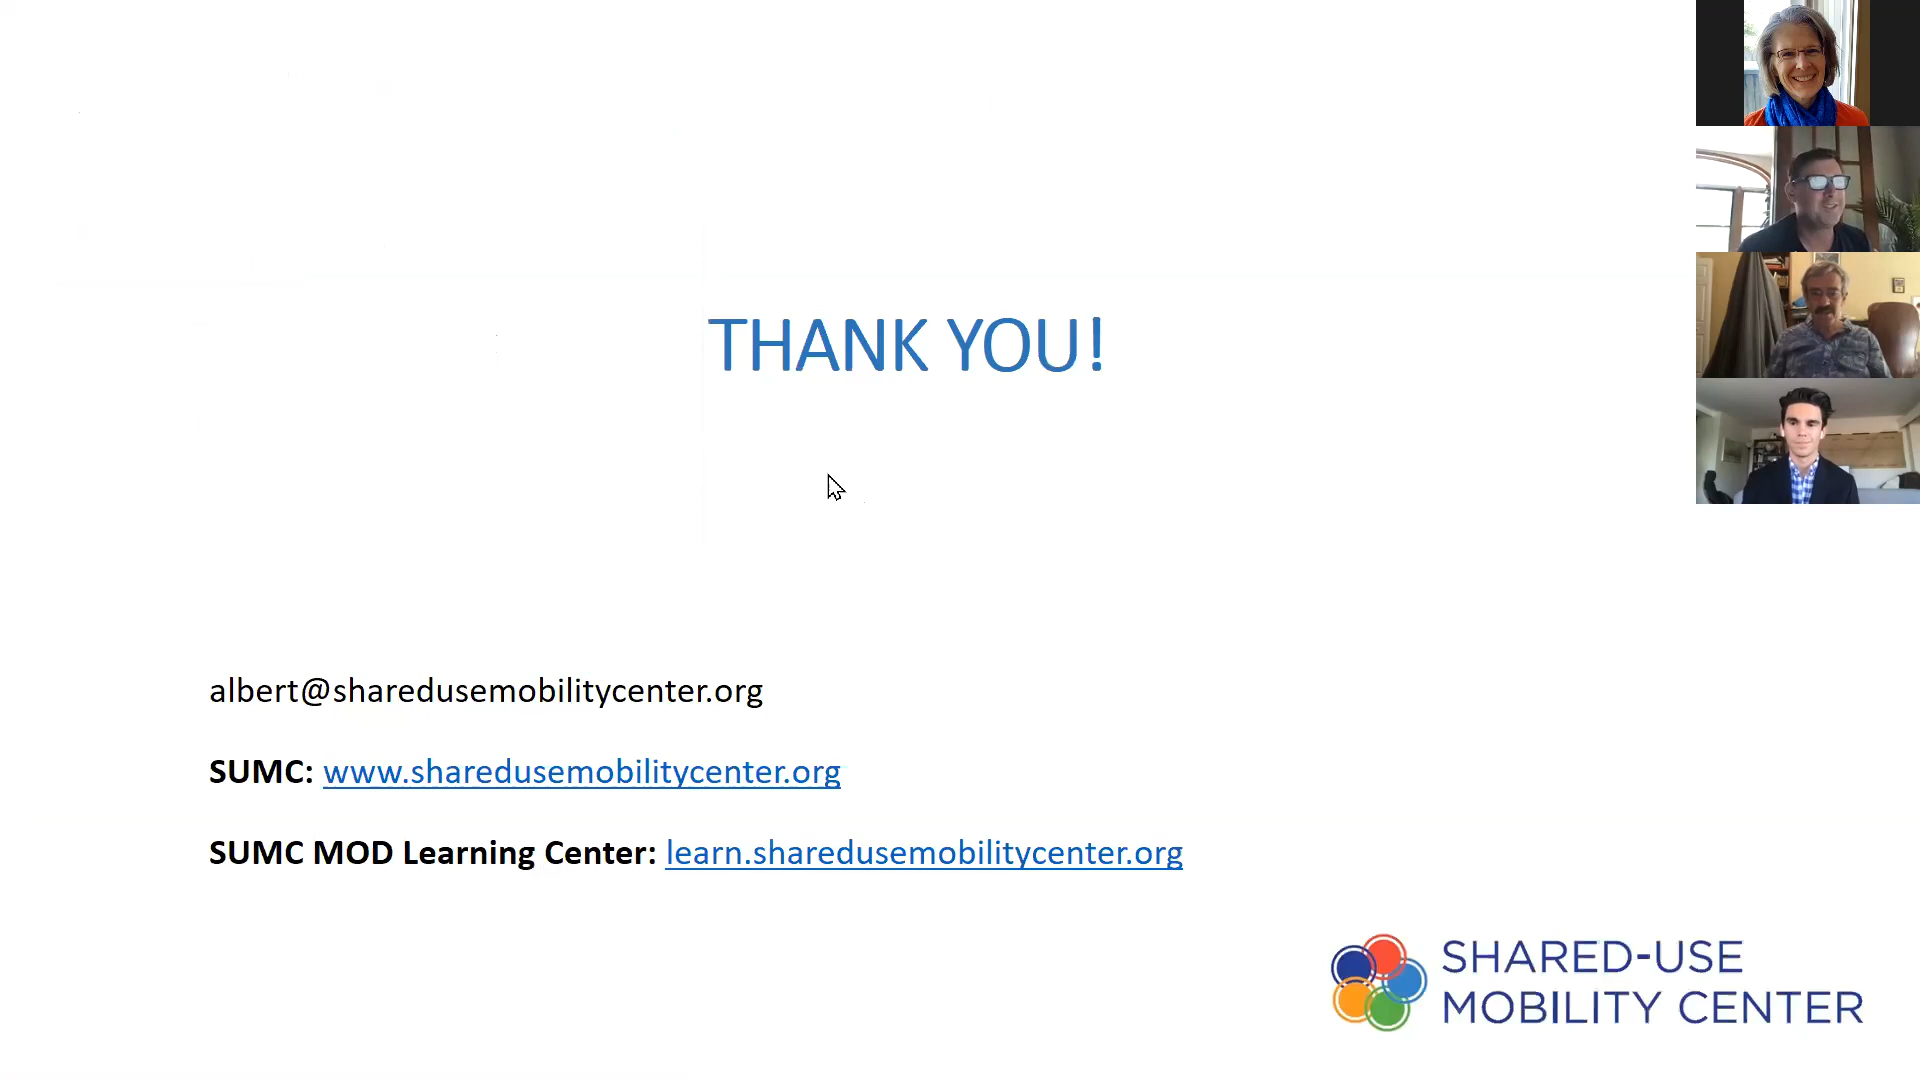 THANK YOU!
albert@sharedusemobilitycenter.org
SUMC: www.sharedusemobilitycenter.org
SUMC MOD Learning Center: learn.sharedusemobilitycenter.org
SHARED-USE
MOBILITY CENTER